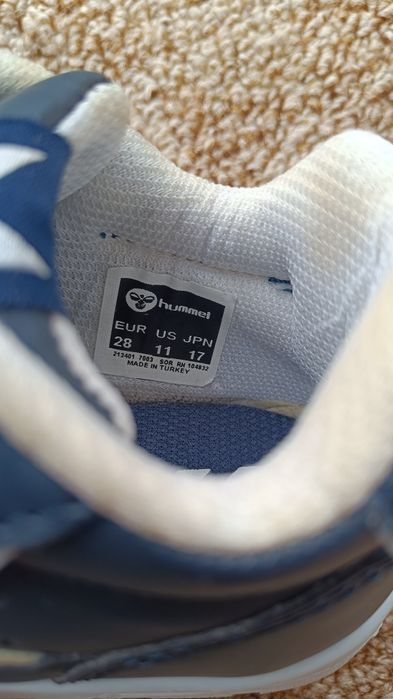 hummel
EUR US JPN
28 11 17
213401 7003 SOR RN 104832
MADE IN TURKEY